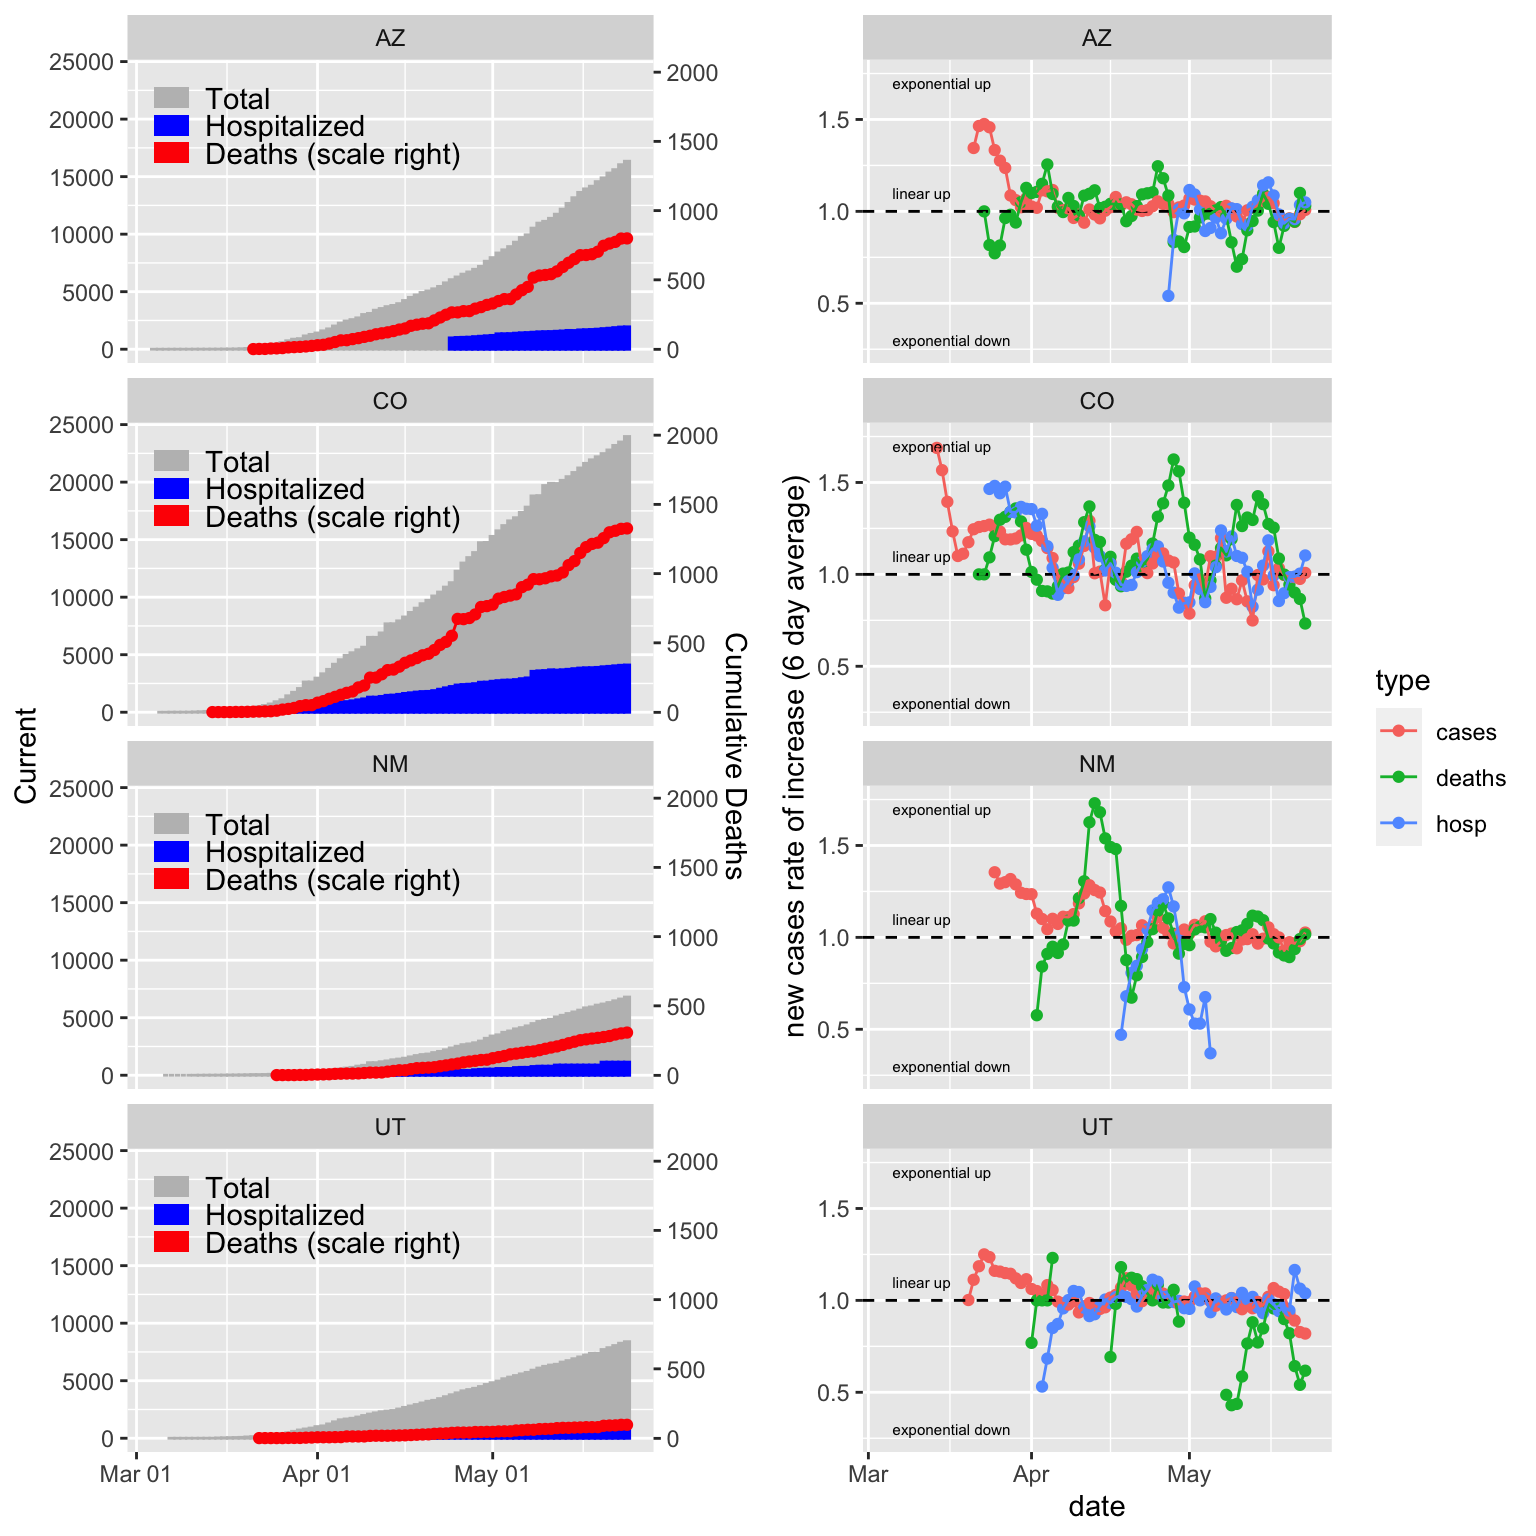 AZ
25000
20000
15000
10000
5000
0
Total
Hospitalized
Deaths (scale right)
2000
1500
1000
500
0
CO
25000
20000
15000
10000
5000
0
Total
Hospitalized
Deaths (scale right)
2000
1500
1000
500
0
NM
25000
20000
15000
10000
5000
0
Total
Hospitalized
Deaths (scale right)
2000
1500
1000
500
0
UT
25000
20000
15000
10000
5000
0
Total
Hospitalized
Deaths (scale right)
2000
1500
1000
500
0
Mar 01
Apr 01
May 01
Current
Cumulative Deaths
AZ
1.5
1.0
0.5
exponential up
linear up
exponential down
CO
1.5
1.0
0.5
exponential up
linear up
exponential down
NM
1.5
1.0
0.5
exponential up
linear up
exponential down
UT
1.5
1.0
0.5
exponential up
linear up
exponential down
Mar
Apr
May
date
new cases rate of increase (6 day average)
type
cases
deaths
hosp